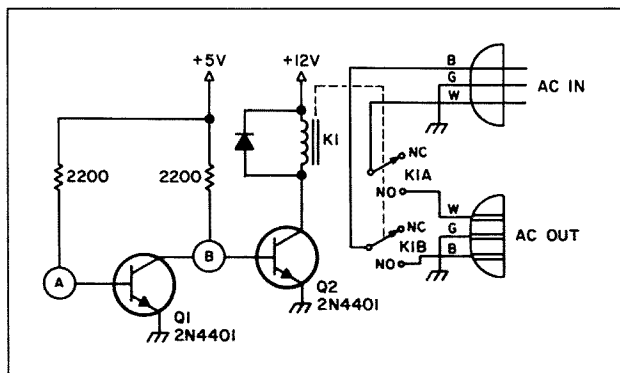 +5V
+12V
B
G
W
AC IN
K1
2200
2200
NC
K1A
NO
W
G
B
AC OUT
NC
K1B
NO
A
B
Q1
2N4401
Q2
2N4401